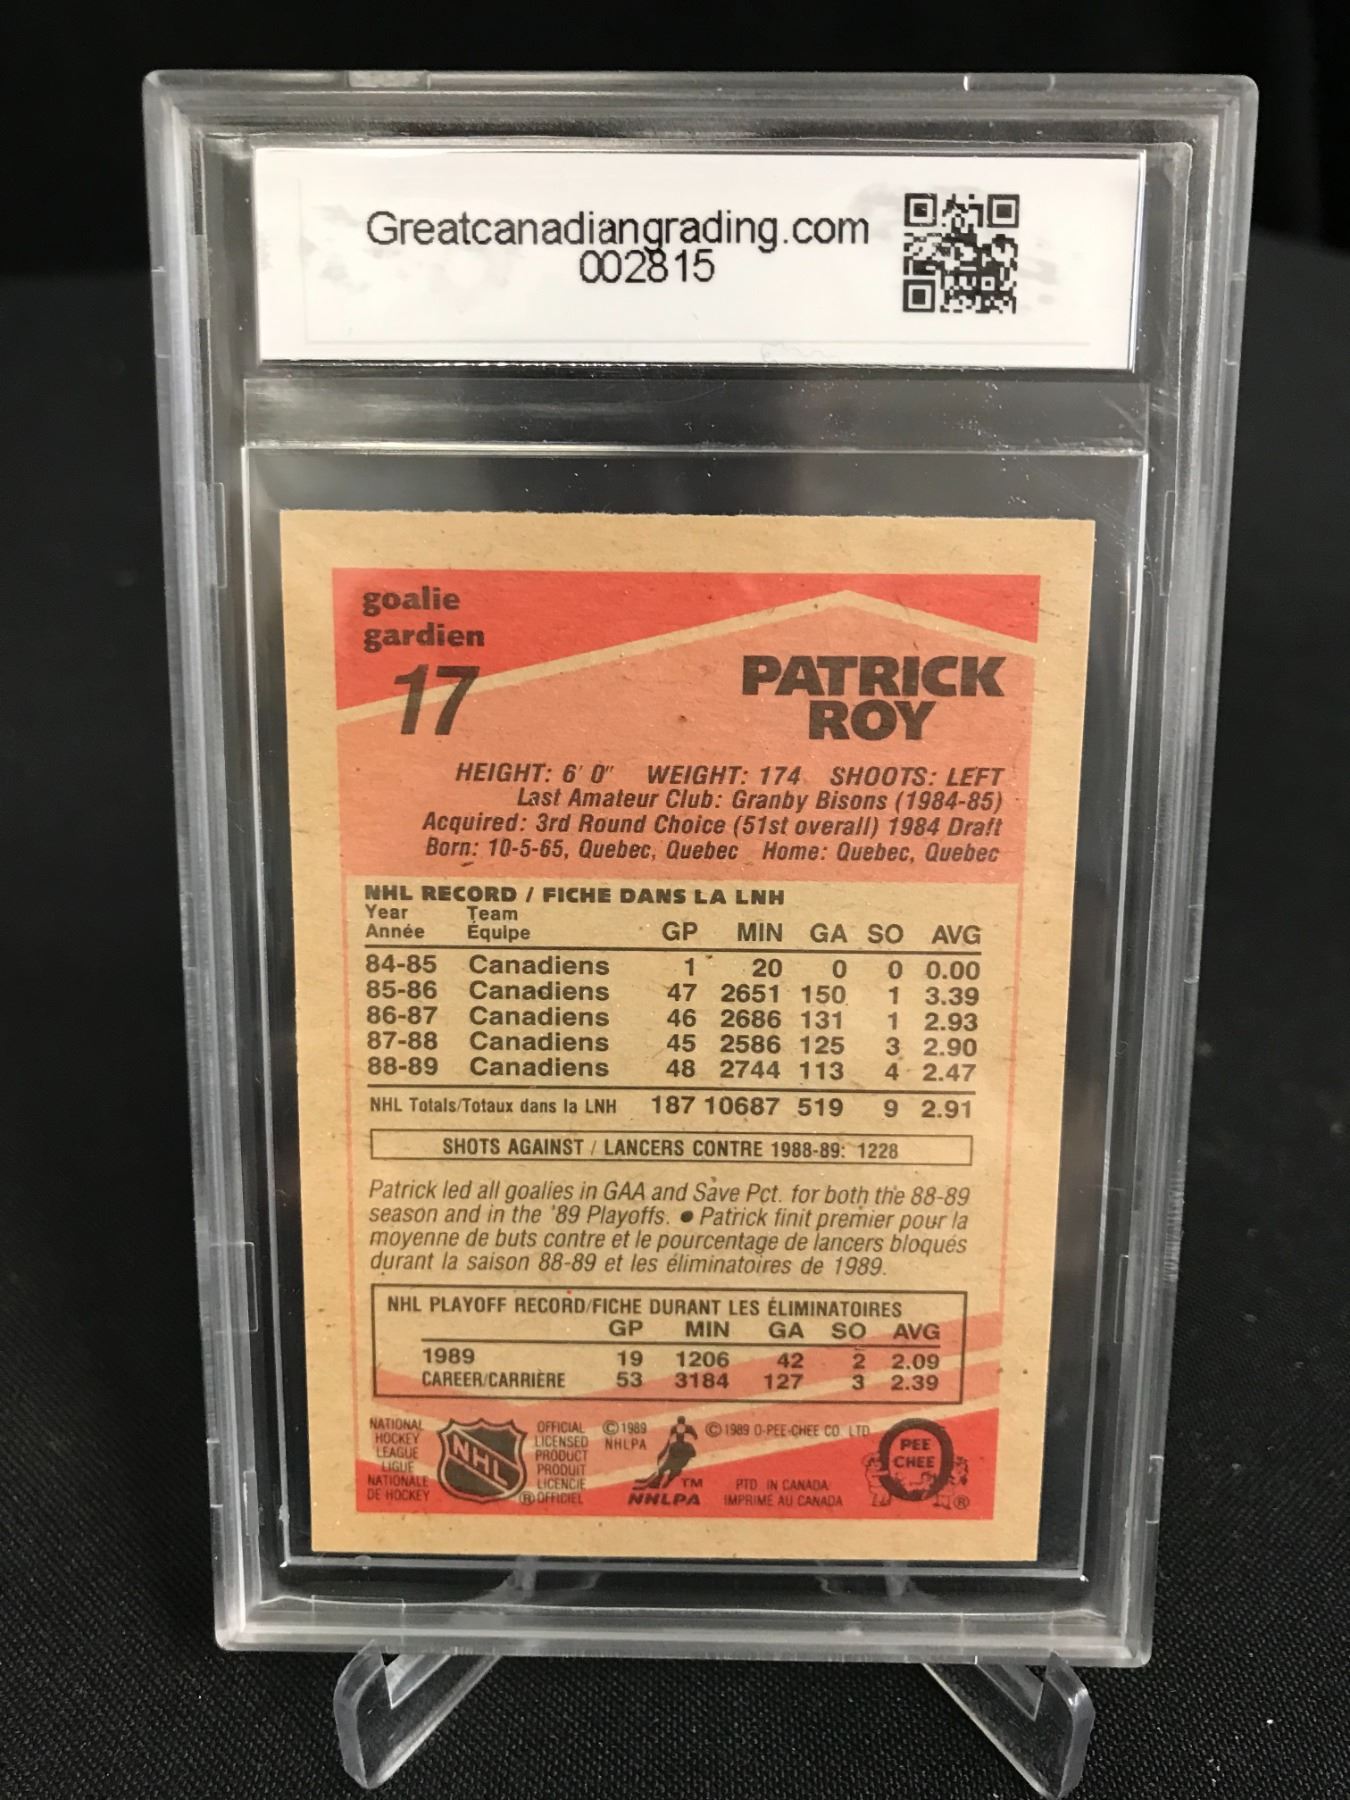 Greatcanadiangrading.com
002815
goalie
gardien
17
PATRICK
ROY
HEIGHT: 6' 0" WEIGHT: 174 SHOOTS: LEFT
Last Amateur Club: Granby Bisons (1984-85)
Acquired: 3rd Round Choice (51st overall) 1984 Draft
Born: 10-5-65, Quebec, Quebec Home: Quebec, Quebec
NHL RECORD / FICHE DANS LA LNH
Year Team
Année Équipe GP MIN GA SO AVG
84-85 Canadiens 1 20 0 0 0.00
85-86 Canadiens 47 2651 150 1 3.39
86-87 Canadiens 46 2686 131 1 2.93
87-88 Canadiens 45 2586 125 3 2.90
88-89 Canadiens 48 2744 113 4 2.47
NHL Totals/Totaux dans la LNH 187 10687 519 9 2.91
SHOTS AGAINST / LANCERS CONTRE 1988-89: 1228
Patrick led all goalies in GAA and Save Pct. for both the 88-89
season and in the '89 Playoffs. ● Patrick finit premier pour la
moyenne de buts contre et le pourcentage de lancers bloqués
durant la saison 88-89 et les éliminatoires de 1989.
NHL PLAYOFF RECORD/FICHE DURANT LES ÉLIMINATOIRES
GP MIN GA SO AVG
1989 19 1206 42 2 2.09
CAREER/CARRIÈRE 53 3184 127 3 2.39
NATIONAL
HOCKEY
LEAGUE
LIGUE
NATIONALE
DE HOCKEY
NHL
OFFICIAL
LICENSED
PRODUCT
PRODUIT
LICENCIÉ
® OFFICIEL
© 1989
NHLPA
TM
NHLPA
© 1989 O-PEE-CHEE CO. LTD.
PTD. IN CANADA
IMPRIMÉ AU CANADA
PEE
CHEE
®